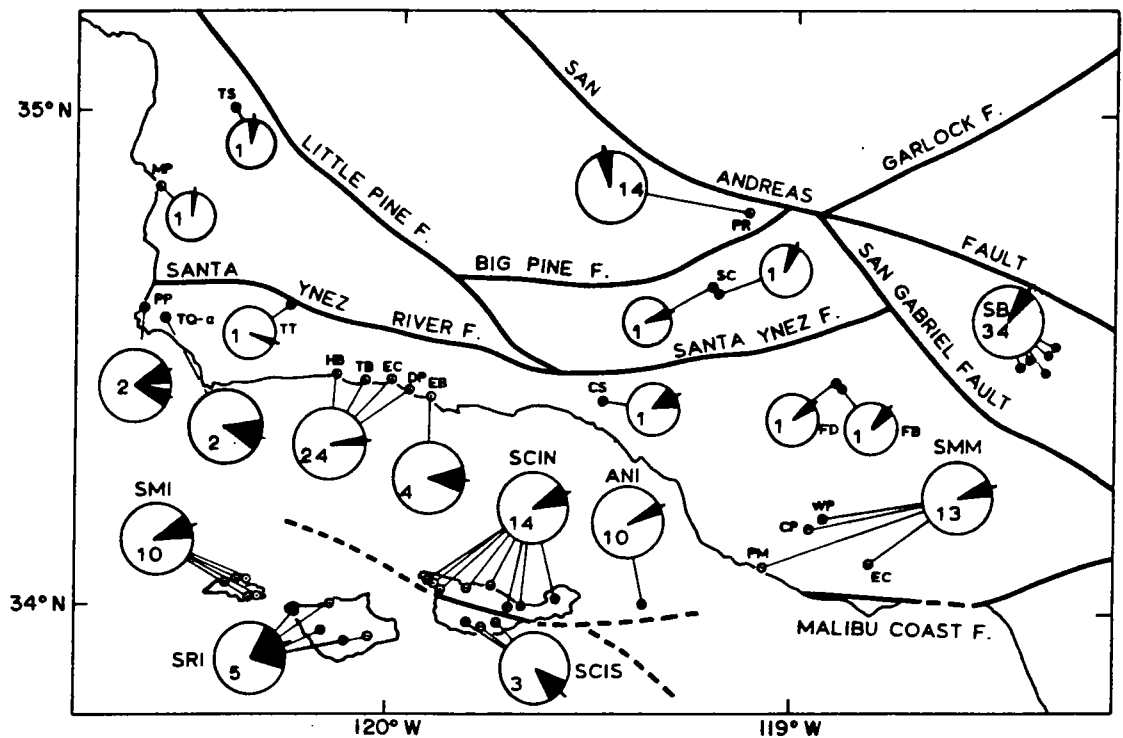 35° N
34° N
120° W
119° W
SAN
ANDREAS
FAULT
GARLOCK F.
LITTLE PINE F.
BIG PINE F.
SAN GABRIEL FAULT
SANTA
YNEZ
RIVER F.
SANTA YNEZ F.
MALIBU COAST F.
TS
1
MP
1
14
PR
SC
1
1
SB
34
PP
TQ-α
TT
1
2
2
HB
TB
EC
DP
EB
24
4
CS
1
1
FD
1
FB
SMI
10
SCIN
14
ANI
10
SMM
13
WP
CP
PM
EC
SRI
5
3
SCIS